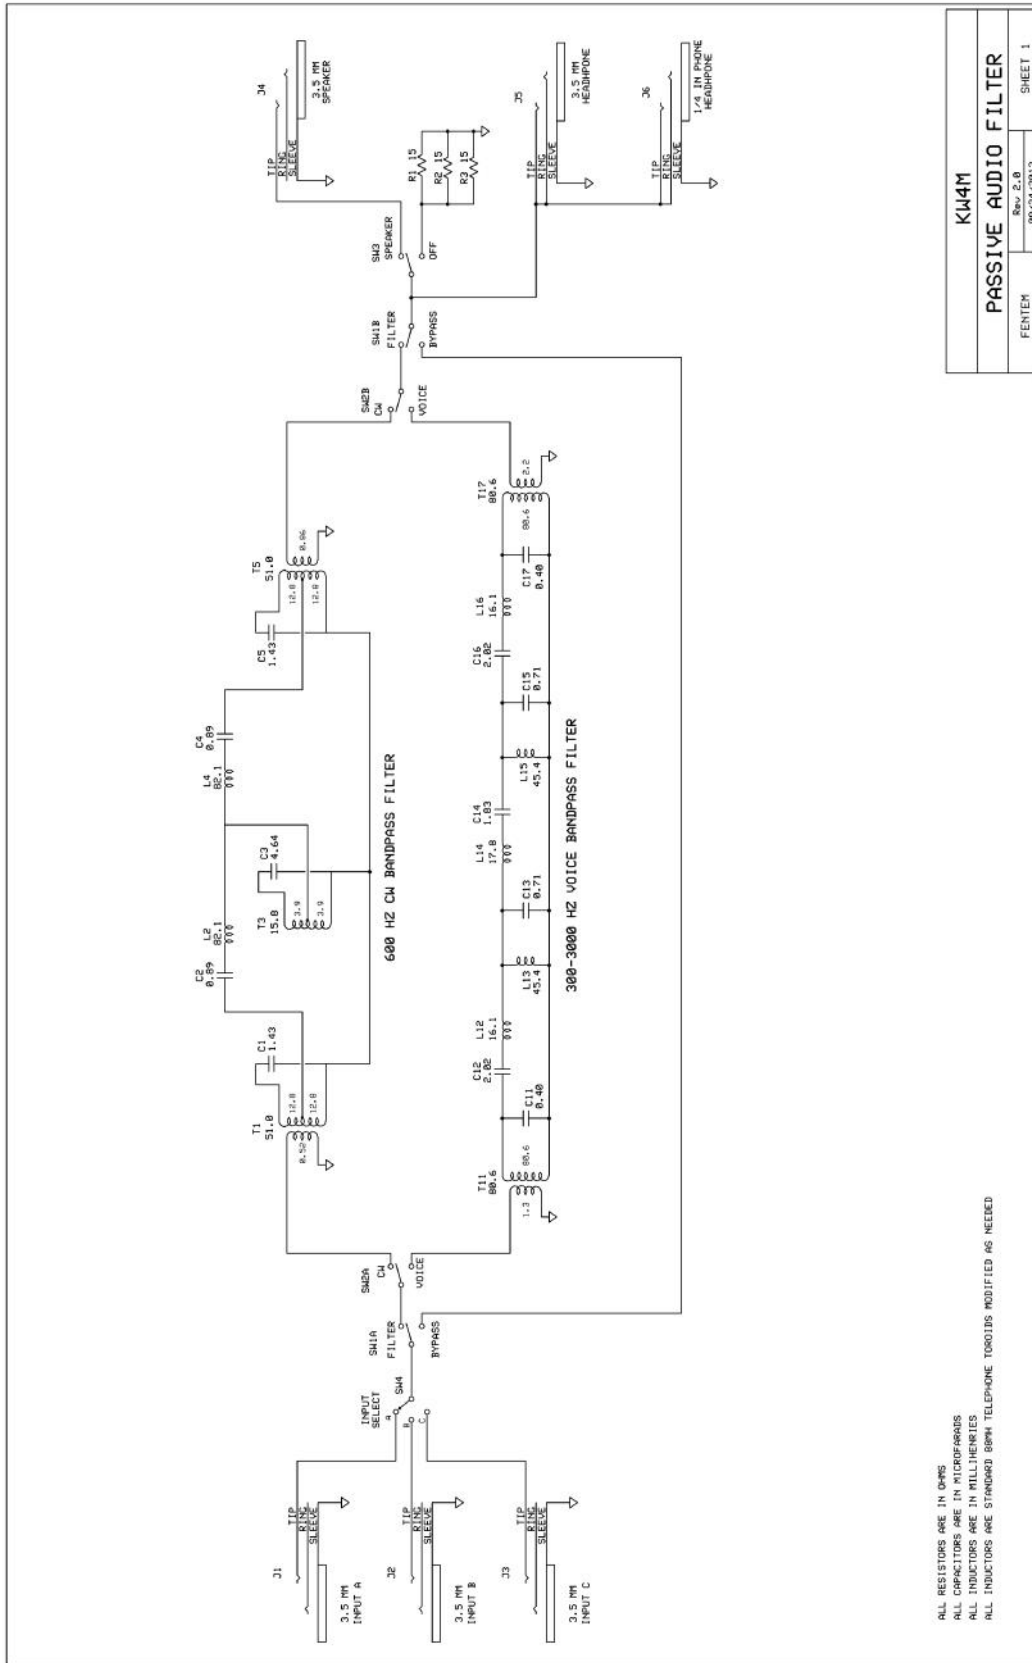 J1
TIP
RING
SLEEVE
3.5 MM
INPUT A
J2
TIP
RING
SLEEVE
3.5 MM
INPUT B
J3
TIP
RING
SLEEVE
3.5 MM
INPUT C
INPUT
SELECT
A
B
C
SW4
SW1A
FILTER
BYPASS
SW2A
CW
VOICE
T1
51.0
0.52
12.8
12.8
C1
1.43
C2
0.89
L2
82.1
T3
15.8
3.9
3.9
C3
4.64
L4
82.1
C4
0.89
C5
1.43
T5
51.0
12.8
12.8
0.86
600 HZ CW BANDPASS FILTER
T11
80.6
1.3
80.6
C11
0.40
C12
2.02
L12
16.1
L13
45.4
C13
0.71
L14
17.8
C14
1.83
L15
45.4
C15
0.71
C16
2.02
L16
16.1
C17
0.40
T17
80.6
80.6
2.2
300-3000 HZ VOICE BANDPASS FILTER
SW2B
CW
VOICE
SW1B
FILTER
BYPASS
SW3
SPEAKER
OFF
R1 15
R2 15
R3 15
J4
TIP
RING
SLEEVE
3.5 MM
SPEAKER
J5
TIP
RING
SLEEVE
3.5 MM
HEADHPONE
J6
TIP
RING
SLEEVE
1/4 IN PHONE
HEADHPONE
ALL RESISTORS ARE IN OHMS
ALL CAPACITORS ARE IN MICROFARADS
ALL INDUCTORS ARE IN MILLIHENRIES
ALL INDUCTORS ARE STANDARD 88MH TELEPHONE TOROIDS MODIFIED AS NEEDED
KW4M
PASSIVE AUDIO FILTER
FENTEM
Rev 2.0
SHEET 1